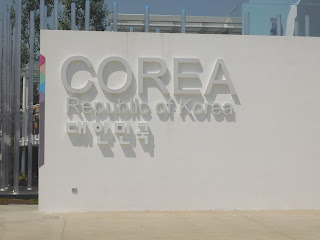 COREA
Republic of Korea
대한민국